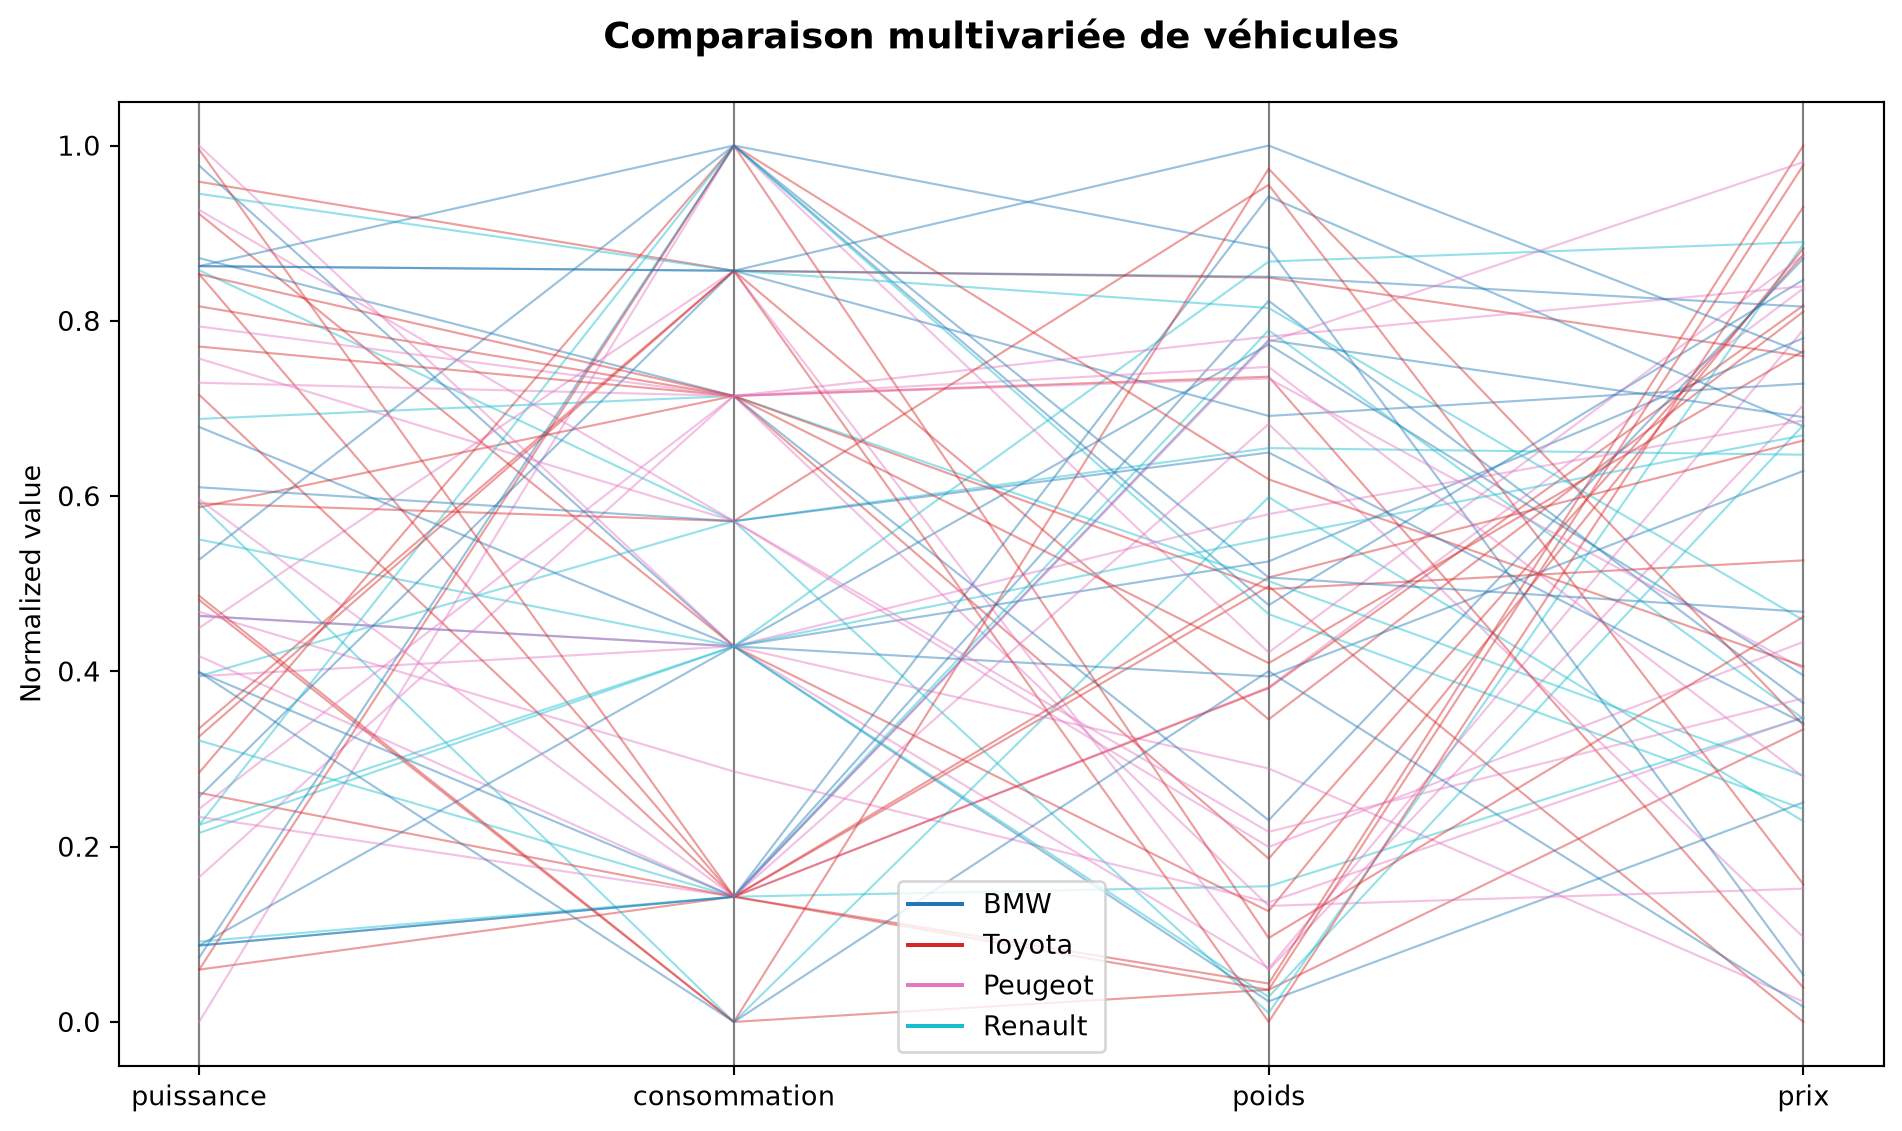 Comparaison multivariée de véhicules
Normalized value
1.0
0.8
0.6
0.4
0.2
0.0
puissance
consommation
poids
prix
BMW
Toyota
Peugeot
Renault